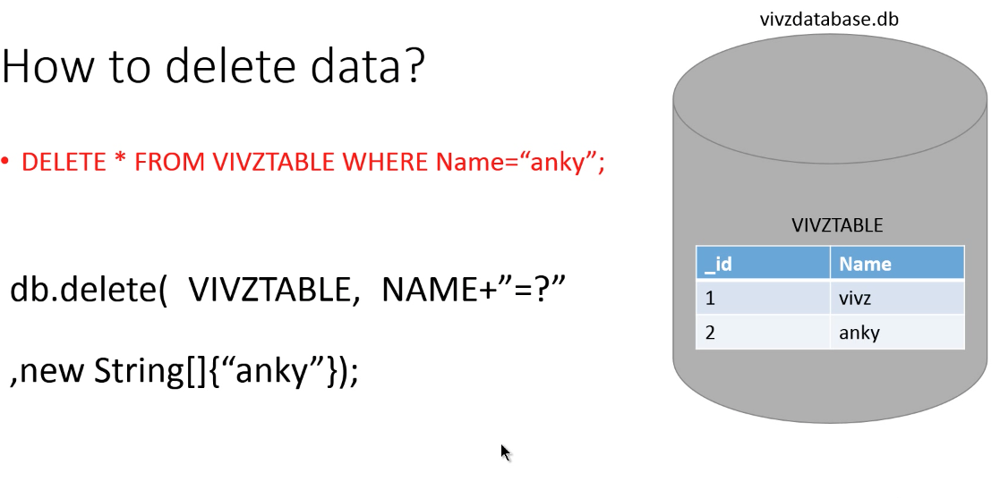 vivzdatabase.db
How to delete data?
• DELETE * FROM VIVZTABLE WHERE Name=“anky”;
VIVZTABLE
_id Name
1 vivz
2 anky
db.delete( VIVZTABLE, NAME+”=?”
,new String[]{“anky”});